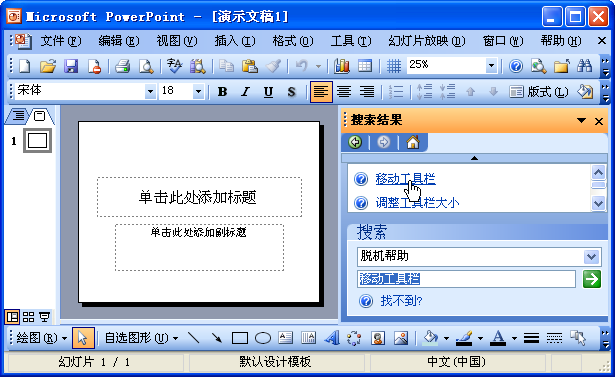 Microsoft PowerPoint - [演示文稿1]
文件(F) 编辑(E) 视图(V) 插入(I) 格式(O) 工具(T) 幻灯片放映(D) 窗口(W) 帮助(H)
25%
宋体 18 B I U S 版式(L)
搜索结果
1
移动工具栏
调整工具栏大小
单击此处添加标题
单击此处添加副标题
搜索
脱机帮助
移动工具栏
找不到?
绘图(R) 自选图形(U)
幻灯片 1 / 1 默认设计模板 中文(中国)